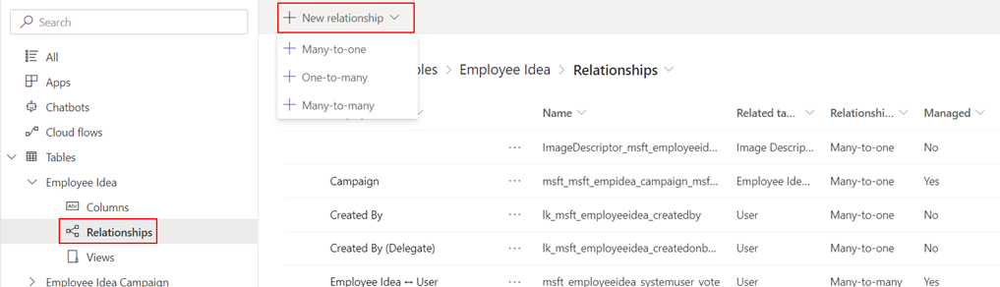 Search
All
Apps
Chatbots
Cloud flows
Tables
Employee Idea
Abc Columns
Relationships
Views
Employee Idea Campaign
New relationship
Many-to-one
One-to-many
Many-to-many
bles > Employee Idea > Relationships
Name Related ta... Relationshi... Managed
ImageDescriptor_msft_employeeid... Image Descrip... Many-to-one No
Campaign ... msft_msft_empidea_campaign_msf... Employee Ide... Many-to-one Yes
Created By ... lk_msft_employeeidea_createdby User Many-to-one No
Created By (Delegate) ... lk_msft_employeeidea_createdonb... User Many-to-one No
Employee Idea ↔ User ... msft_employeeidea_systemuser_vote User Many-to-many Yes